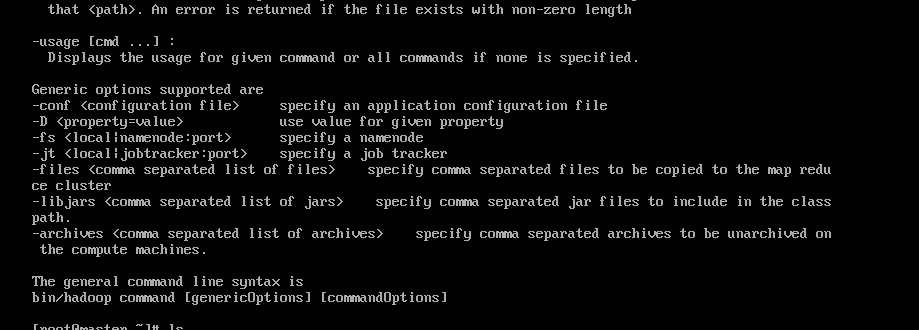 that <path>. An error is returned if the file exists with non-zero length
-usage [cmd ...] :
Displays the usage for given command or all commands if none is specified.
Generic options supported are
-conf <configuration file>     specify an application configuration file
-D <property=value>            use value for given property
-fs <local|namenode:port>      specify a namenode
-jt <local|jobtracker:port>    specify a job tracker
-files <comma separated list of files>    specify comma separated files to be copied to the map redu
ce cluster
-libjars <comma separated list of jars>    specify comma separated jar files to include in the class
path.
-archives <comma separated list of archives>    specify comma separated archives to be unarchived on
the compute machines.
The general command line syntax is
bin/hadoop command [genericOptions] [commandOptions]
[root@master ~]# ls